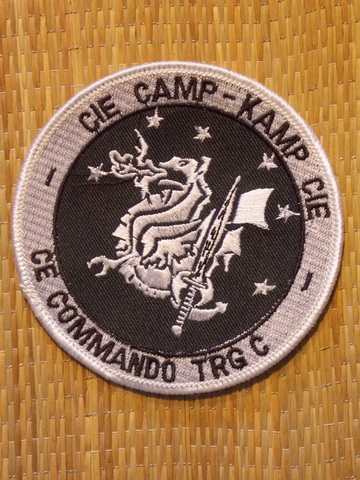 - CIE CAMP - KAMP CIE -
CE COMMANDO TRG C